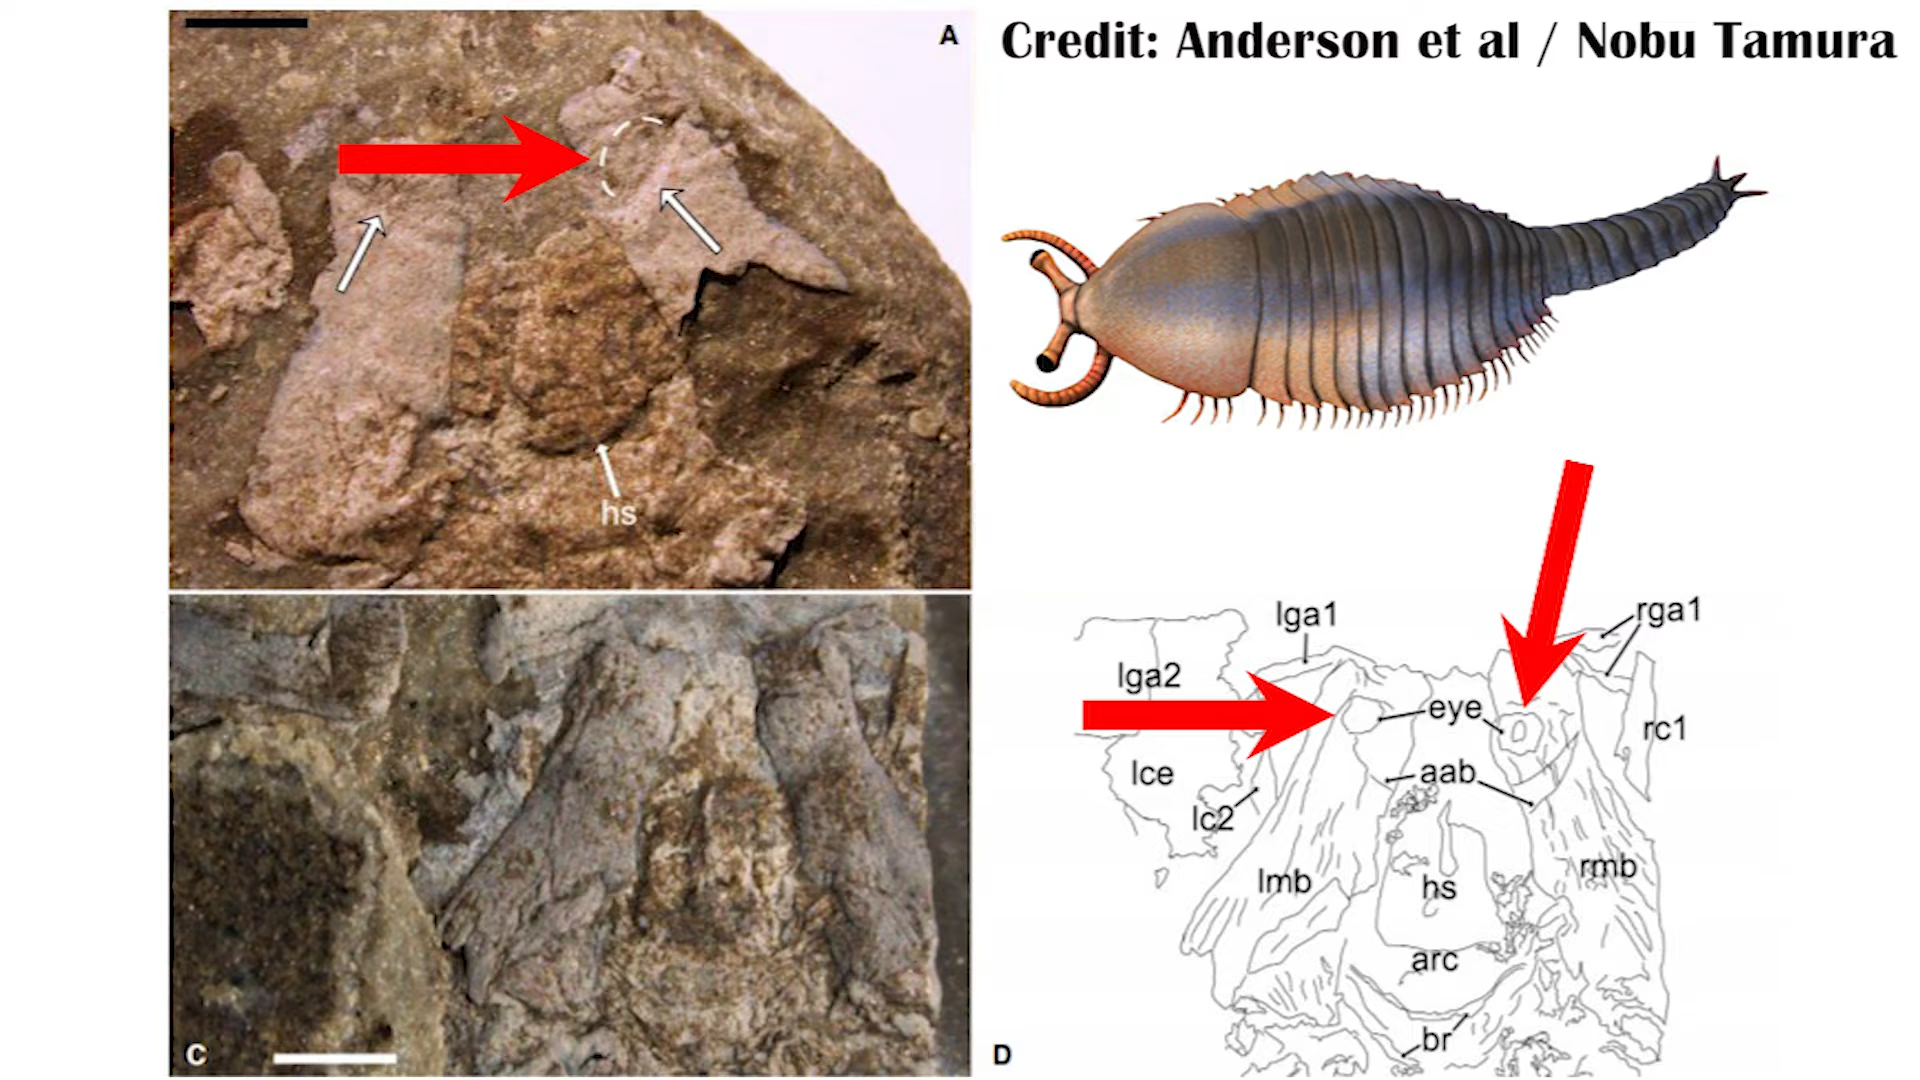 A
Credit: Anderson et al / Nobu Tamura
hs
C
lga1
rga1
lga2
eye
rc1
lce
aab
lc2
lmb
hs
rmb
arc
br
D